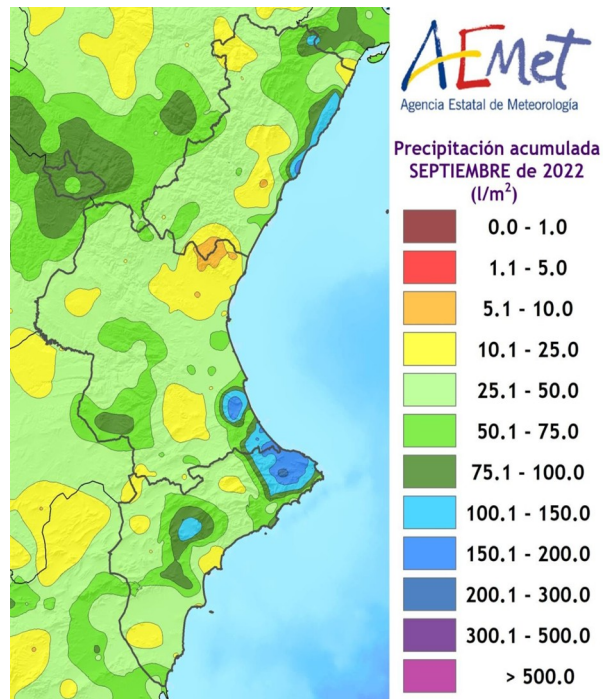 AEMet
Agencia Estatal de Meteorología
Precipitación acumulada
SEPTIEMBRE de 2022
(l/m²)
0.0 - 1.0
1.1 - 5.0
5.1 - 10.0
10.1 - 25.0
25.1 - 50.0
50.1 - 75.0
75.1 - 100.0
100.1 - 150.0
150.1 - 200.0
200.1 - 300.0
300.1 - 500.0
> 500.0